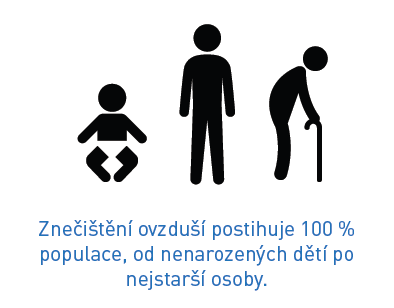 Znečištění ovzduší postihuje 100 %
populace, od nenarozených dětí po
nejstarší osoby.